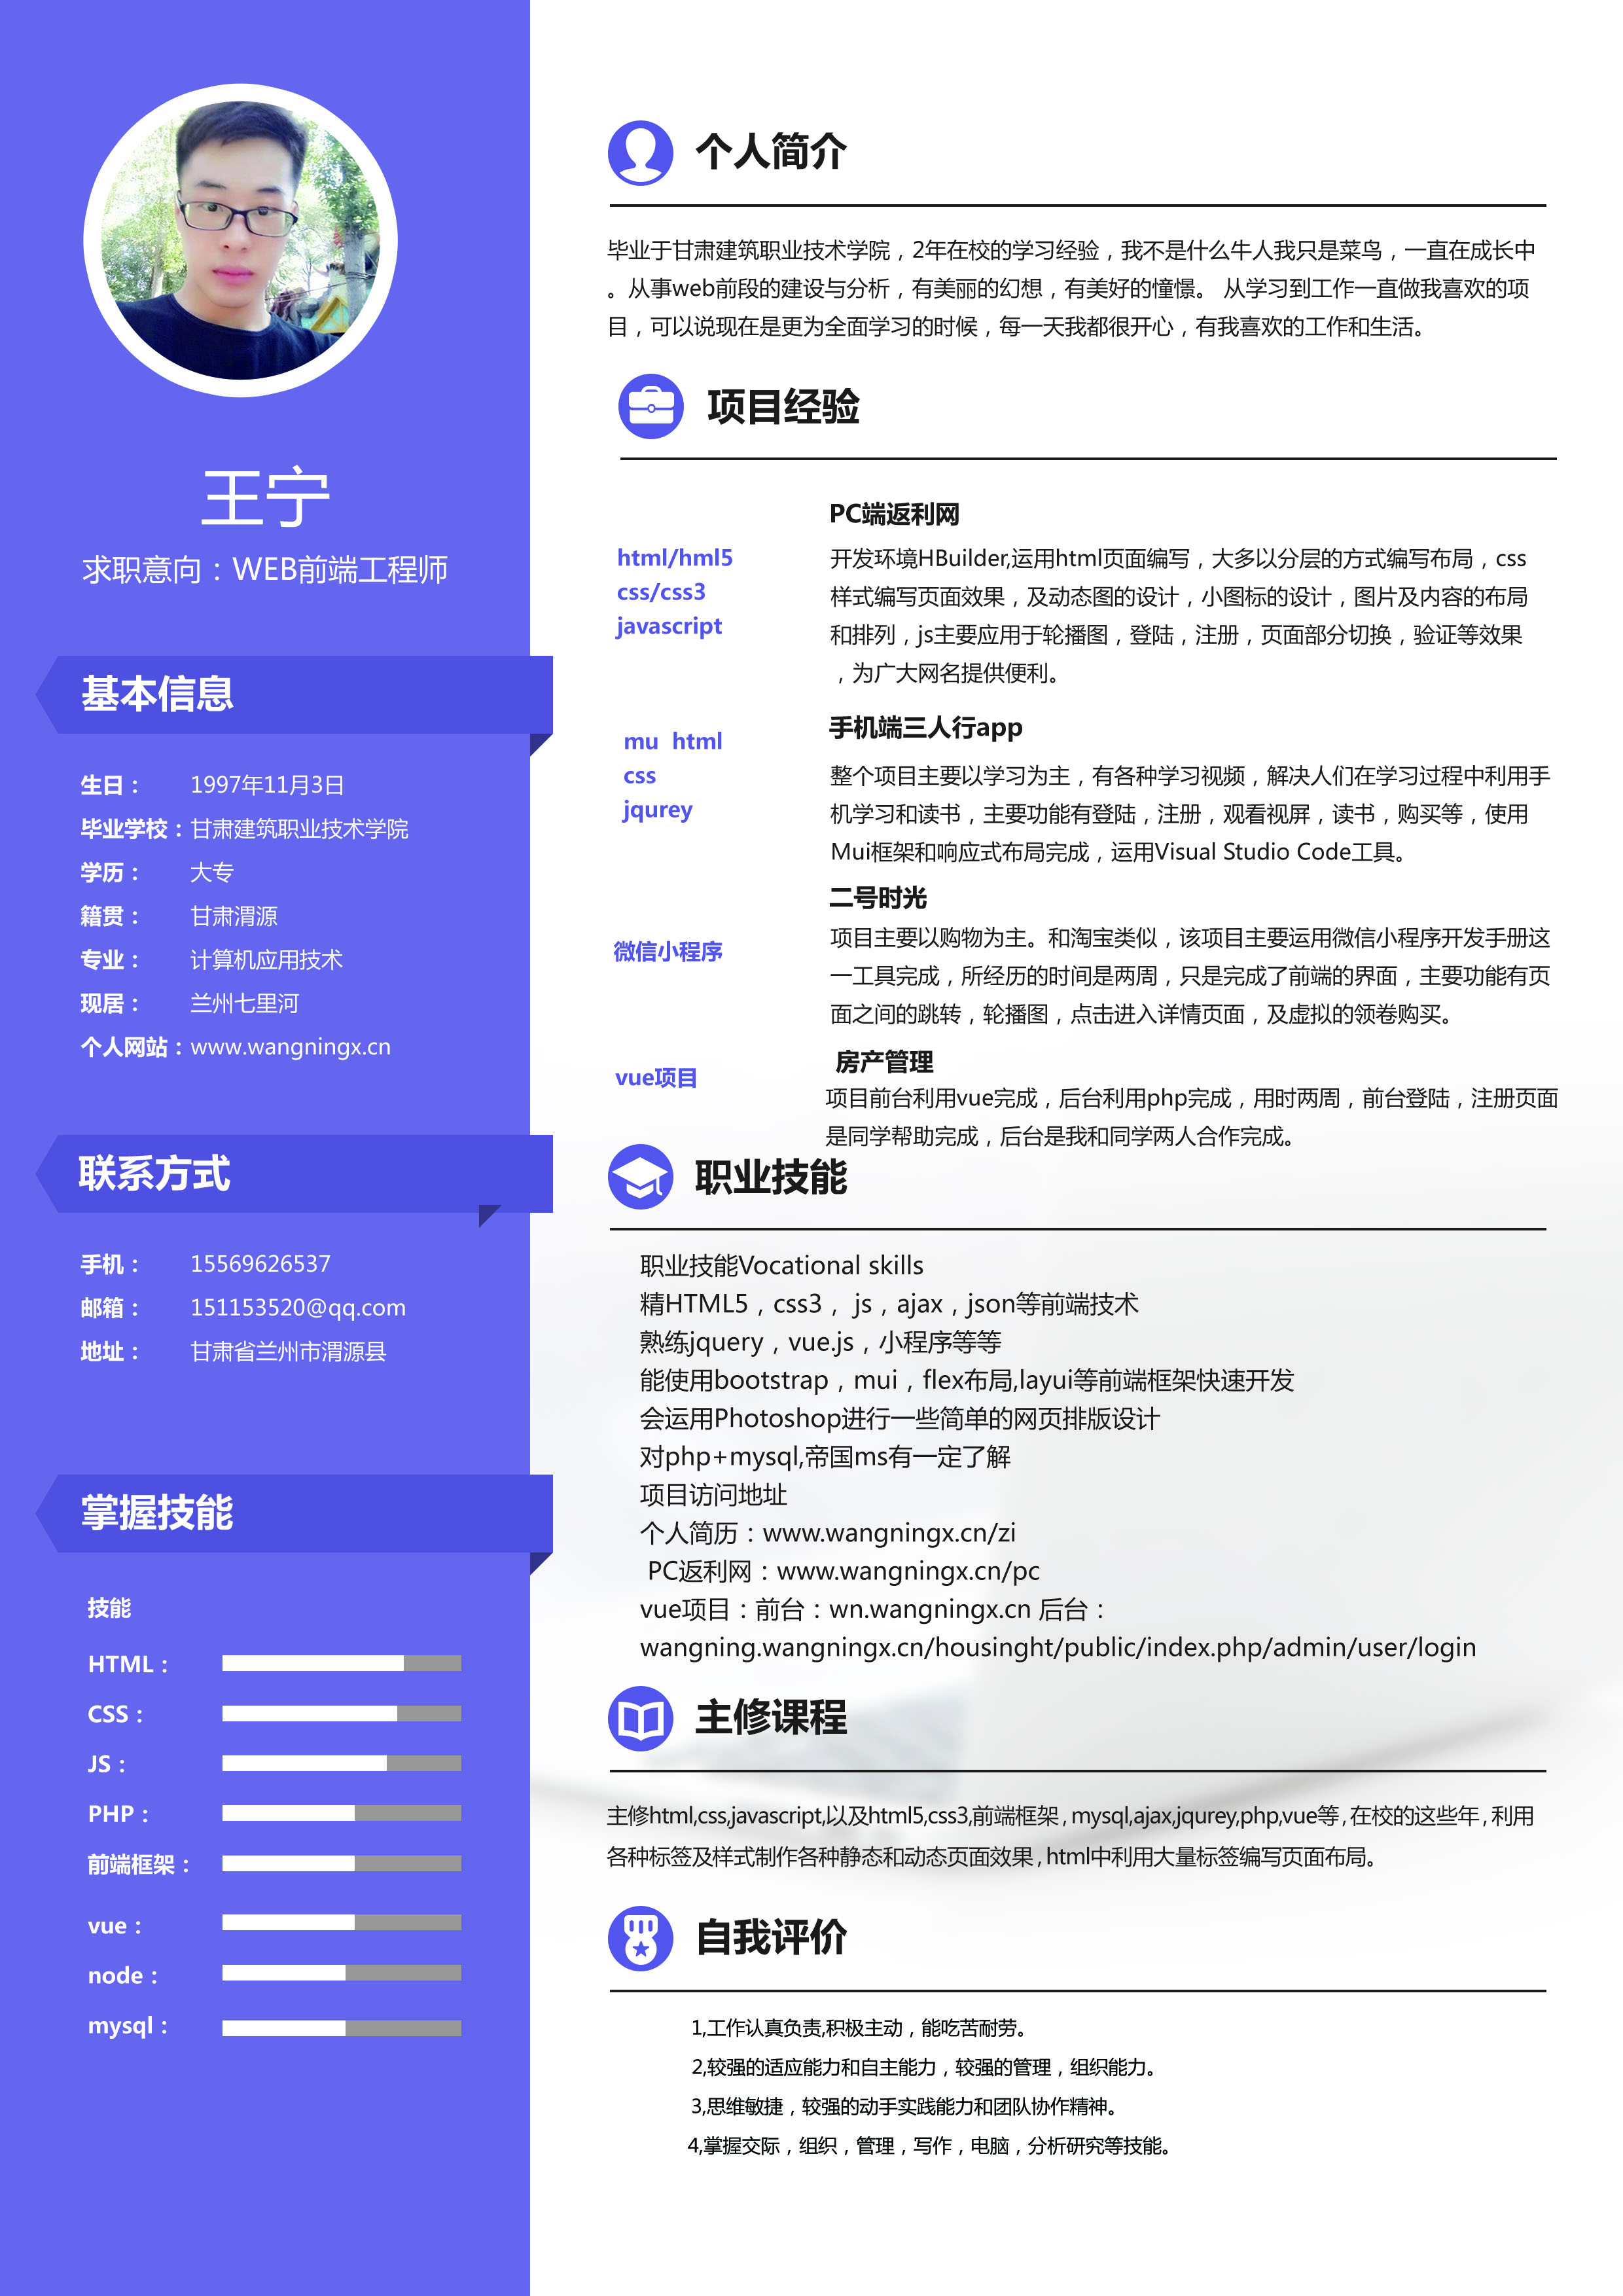 王宁
求职意向：WEB前端工程师
基本信息
生日： 1997年11月3日
毕业学校：甘肃建筑职业技术学院
学历： 大专
籍贯： 甘肃渭源
专业： 计算机应用技术
现居： 兰州七里河
个人网站：www.wangningx.cn
联系方式
手机： 15569626537
邮箱： 151153520@qq.com
地址： 甘肃省兰州市渭源县
掌握技能
技能
HTML：
CSS：
JS：
PHP：
前端框架：
vue：
node：
mysql：
个人简介
毕业于甘肃建筑职业技术学院，2年在校的学习经验，我不是什么牛人我只是菜鸟，一直在成长中
。从事web前段的建设与分析，有美丽的幻想，有美好的憧憬。 从学习到工作一直做我喜欢的项
目，可以说现在是更为全面学习的时候，每一天我都很开心，有我喜欢的工作和生活。
项目经验
PC端返利网
html/hml5
css/css3
javascript
开发环境HBuilder,运用html页面编写，大多以分层的方式编写布局，css
样式编写页面效果，及动态图的设计，小图标的设计，图片及内容的布局
和排列，js主要应用于轮播图，登陆，注册，页面部分切换，验证等效果
，为广大网名提供便利。
手机端三人行app
mu html
css
jqurey
整个项目主要以学习为主，有各种学习视频，解决人们在学习过程中利用手
机学习和读书，主要功能有登陆，注册，观看视屏，读书，购买等，使用
Mui框架和响应式布局完成，运用Visual Studio Code工具。
二号时光
微信小程序
项目主要以购物为主。和淘宝类似，该项目主要运用微信小程序开发手册这
一工具完成，所经历的时间是两周，只是完成了前端的界面，主要功能有页
面之间的跳转，轮播图，点击进入详情页面，及虚拟的领卷购买。
房产管理
vue项目
项目前台利用vue完成，后台利用php完成，用时两周，前台登陆，注册页面
是同学帮助完成，后台是我和同学两人合作完成。
职业技能
职业技能Vocational skills
精HTML5，css3， js，ajax，json等前端技术
熟练jquery，vue.js，小程序等等
能使用bootstrap，mui，flex布局,layui等前端框架快速开发
会运用Photoshop进行一些简单的网页排版设计
对php+mysql,帝国ms有一定了解
项目访问地址
个人简历：www.wangningx.cn/zi
PC返利网：www.wangningx.cn/pc
vue项目：前台：wn.wangningx.cn 后台：
wangning.wangningx.cn/housinght/public/index.php/admin/user/login
主修课程
主修html,css,javascript,以及html5,css3,前端框架，mysql,ajax,jqurey,php,vue等，在校的这些年，利用
各种标签及样式制作各种静态和动态页面效果，html中利用大量标签编写页面布局。
自我评价
1,工作认真负责,积极主动，能吃苦耐劳。
2,较强的适应能力和自主能力，较强的管理，组织能力。
3,思维敏捷，较强的动手实践能力和团队协作精神。
4,掌握交际，组织，管理，写作，电脑，分析研究等技能。